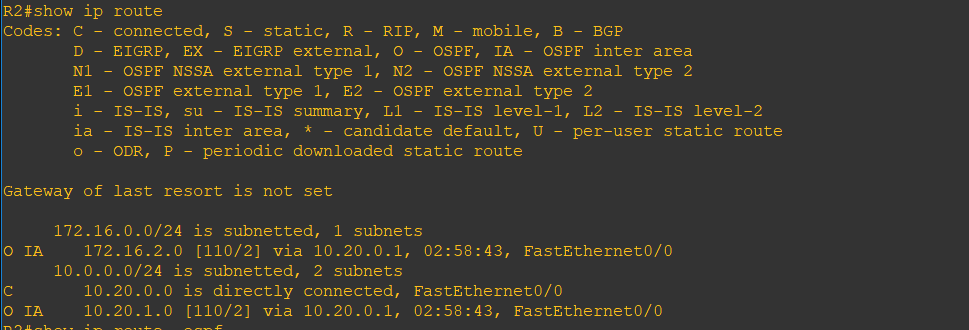 R2#show ip route
Codes: C - connected, S - static, R - RIP, M - mobile, B - BGP
D - EIGRP, EX - EIGRP external, O - OSPF, IA - OSPF inter area
N1 - OSPF NSSA external type 1, N2 - OSPF NSSA external type 2
E1 - OSPF external type 1, E2 - OSPF external type 2
i - IS-IS, su - IS-IS summary, L1 - IS-IS level-1, L2 - IS-IS level-2
ia - IS-IS inter area, * - candidate default, U - per-user static route
o - ODR, P - periodic downloaded static route
Gateway of last resort is not set
172.16.0.0/24 is subnetted, 1 subnets
O IA 172.16.2.0 [110/2] via 10.20.0.1, 02:58:43, FastEthernet0/0
10.0.0.0/24 is subnetted, 2 subnets
C 10.20.0.0 is directly connected, FastEthernet0/0
O IA 10.20.1.0 [110/2] via 10.20.0.1, 02:58:43, FastEthernet0/0
R2#show ip route ospf